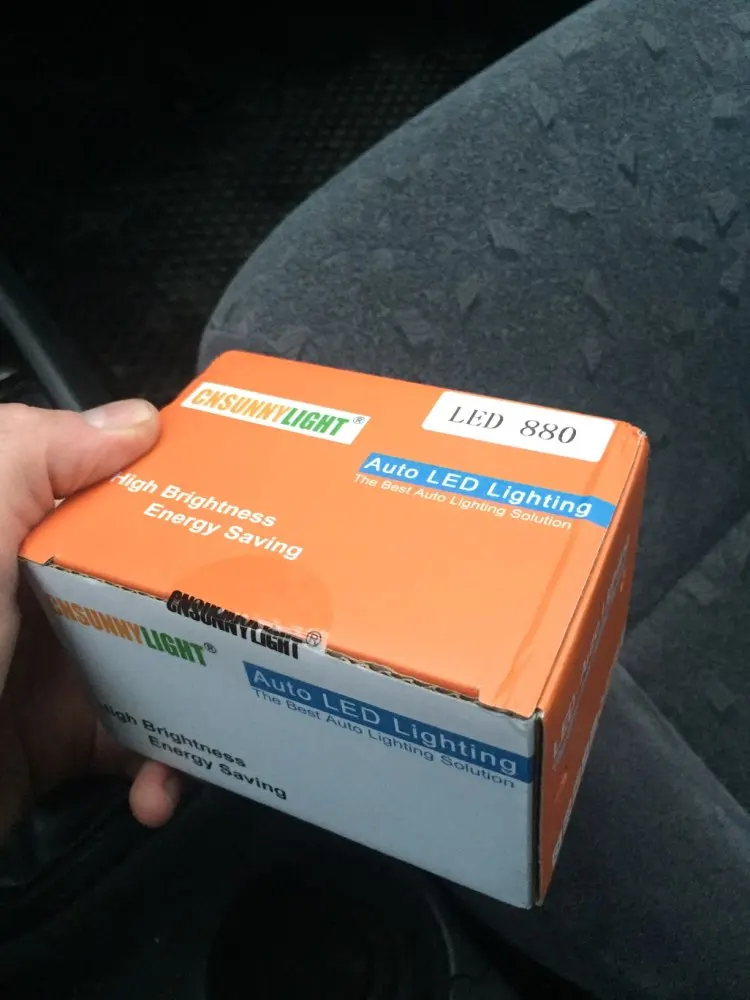 CNSUNNYLIGHT®
LED 880
Auto LED Lighting
The Best Auto Lighting Solution
High Brightness
Energy Saving
CNSUNNYLIGHT®
CNSUNNYLIGHT®
Auto LED Lighting
The Best Auto Lighting Solution
High Brightness
Energy Saving